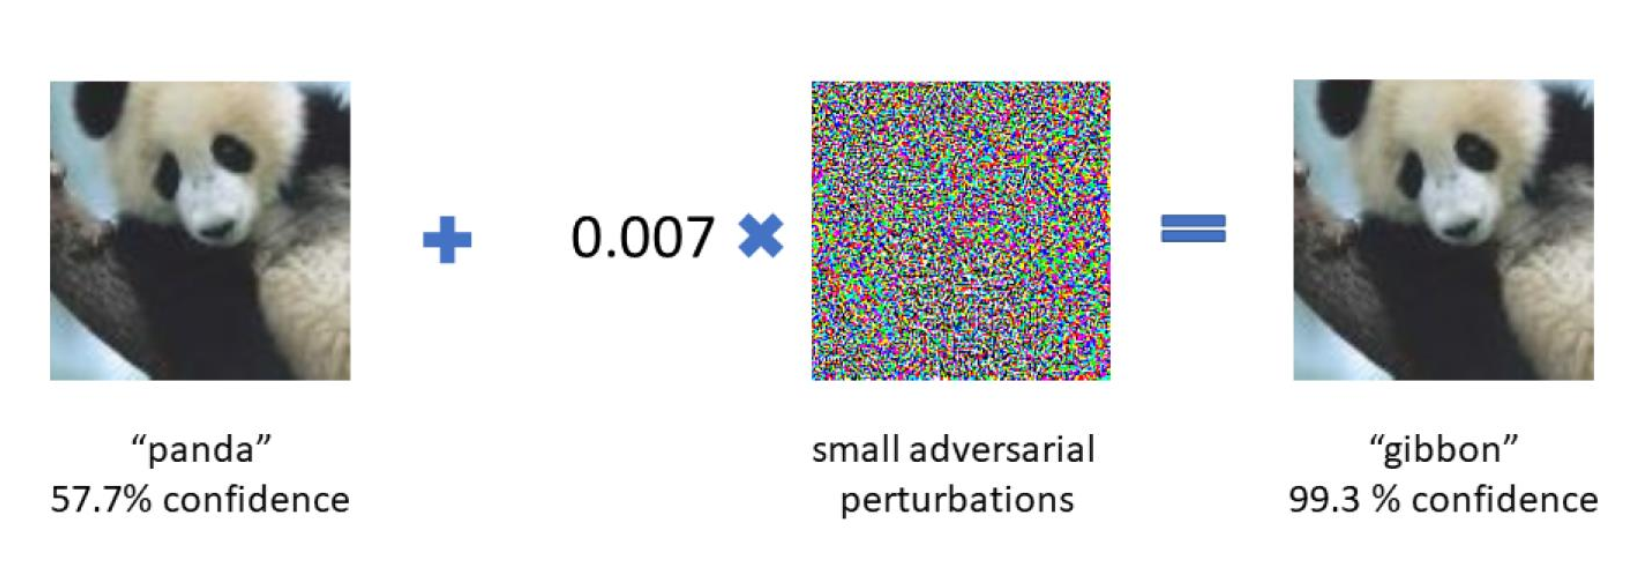 0.007
“panda”
57.7% confidence
small adversarial
perturbations
“gibbon”
99.3 % confidence